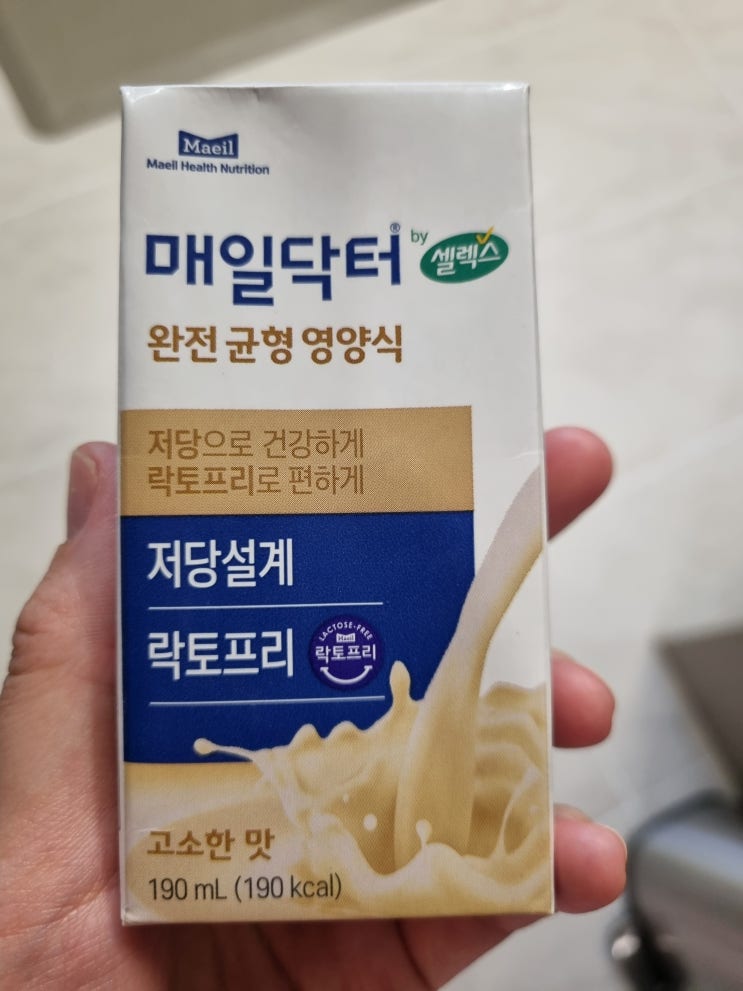 Maeil
Maeil Health Nutrition
매일닥터® by 셀렉스
완전 균형 영양식
저당으로 건강하게
락토프리로 편하게
저당설계
락토프리
LACTOSE-FREE
Maeil
락토프리
고소한 맛
190 mL (190 kcal)